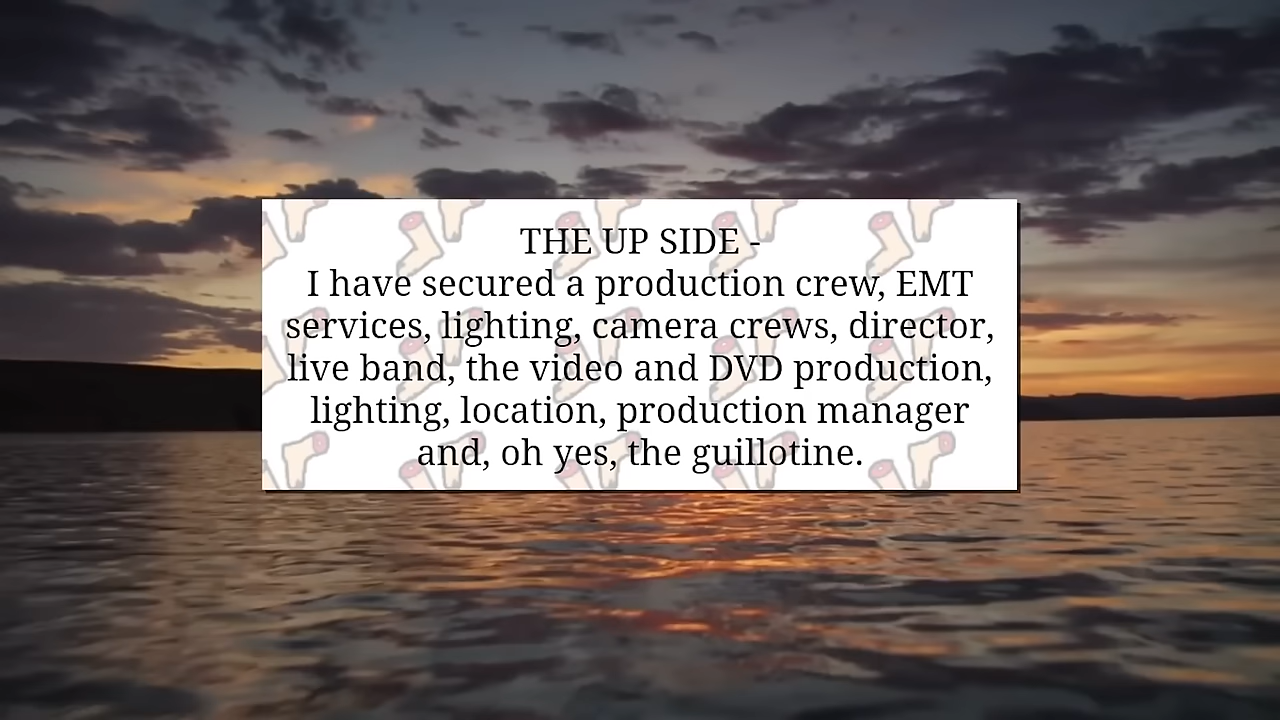 THE UP SIDE -
I have secured a production crew, EMT
services, lighting, camera crews, director,
live band, the video and DVD production,
lighting, location, production manager
and, oh yes, the guillotine.